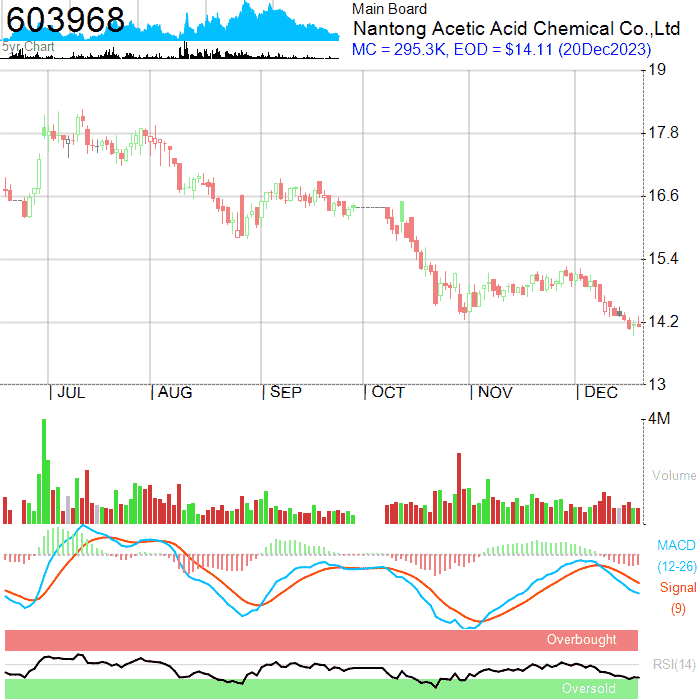 603968
5yr Chart
Main Board
Nantong Acetic Acid Chemical Co.,Ltd
MC = 295.3K, EOD = $14.11 (20Dec2023)
19
17.8
16.6
15.4
14.2
13
JUL AUG SEP OCT NOV DEC
4M
Volume
MACD
(12-26)
Signal
(9)
Overbought
RSI(14)
Oversold